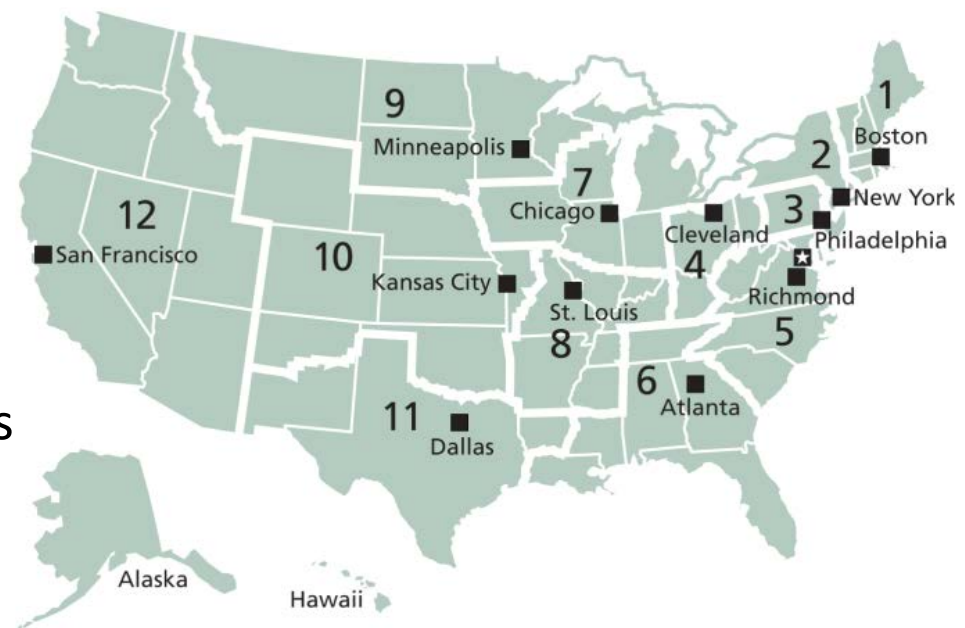 9
1
Minneapolis
Boston
2
7
New York
12
Chicago
3
Cleveland
Philadelphia
San Francisco
10
4
Kansas City
St. Louis
Richmond
8
5
6
Atlanta
11
Dallas
s
Alaska
Hawaii